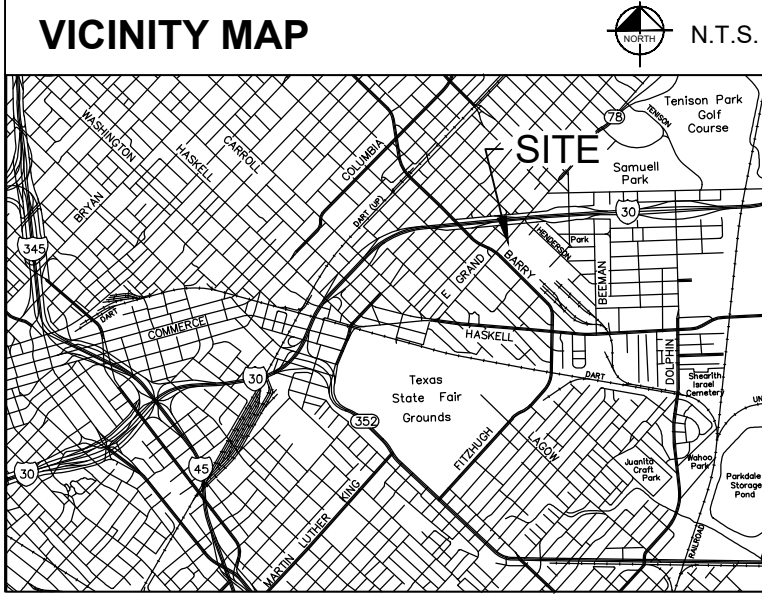 VICINITY MAP
NORTH
N.T.S.
WASHINGTON
HASKELL
CARROLL
COLUMBIA
BRYAN
DART (UP)
SITE
78
TENISON
Tenison Park
Golf
Course
Samuell
Park
30
345
HENDERSON
Park
BARRY
E GRAND
BEEMAN
DART
COMMERCE
HASKELL
DOLPHIN
DART
Shearith
Israel
Cemetery
30
Texas
State Fair
Grounds
352
FITZHUGH
LAGOW
UN
30
45
MARTIN LUTHER KING
Juanita
Craft
Park
Wahoo
Park
Parkdale
Storage
Pond
RAILROAD